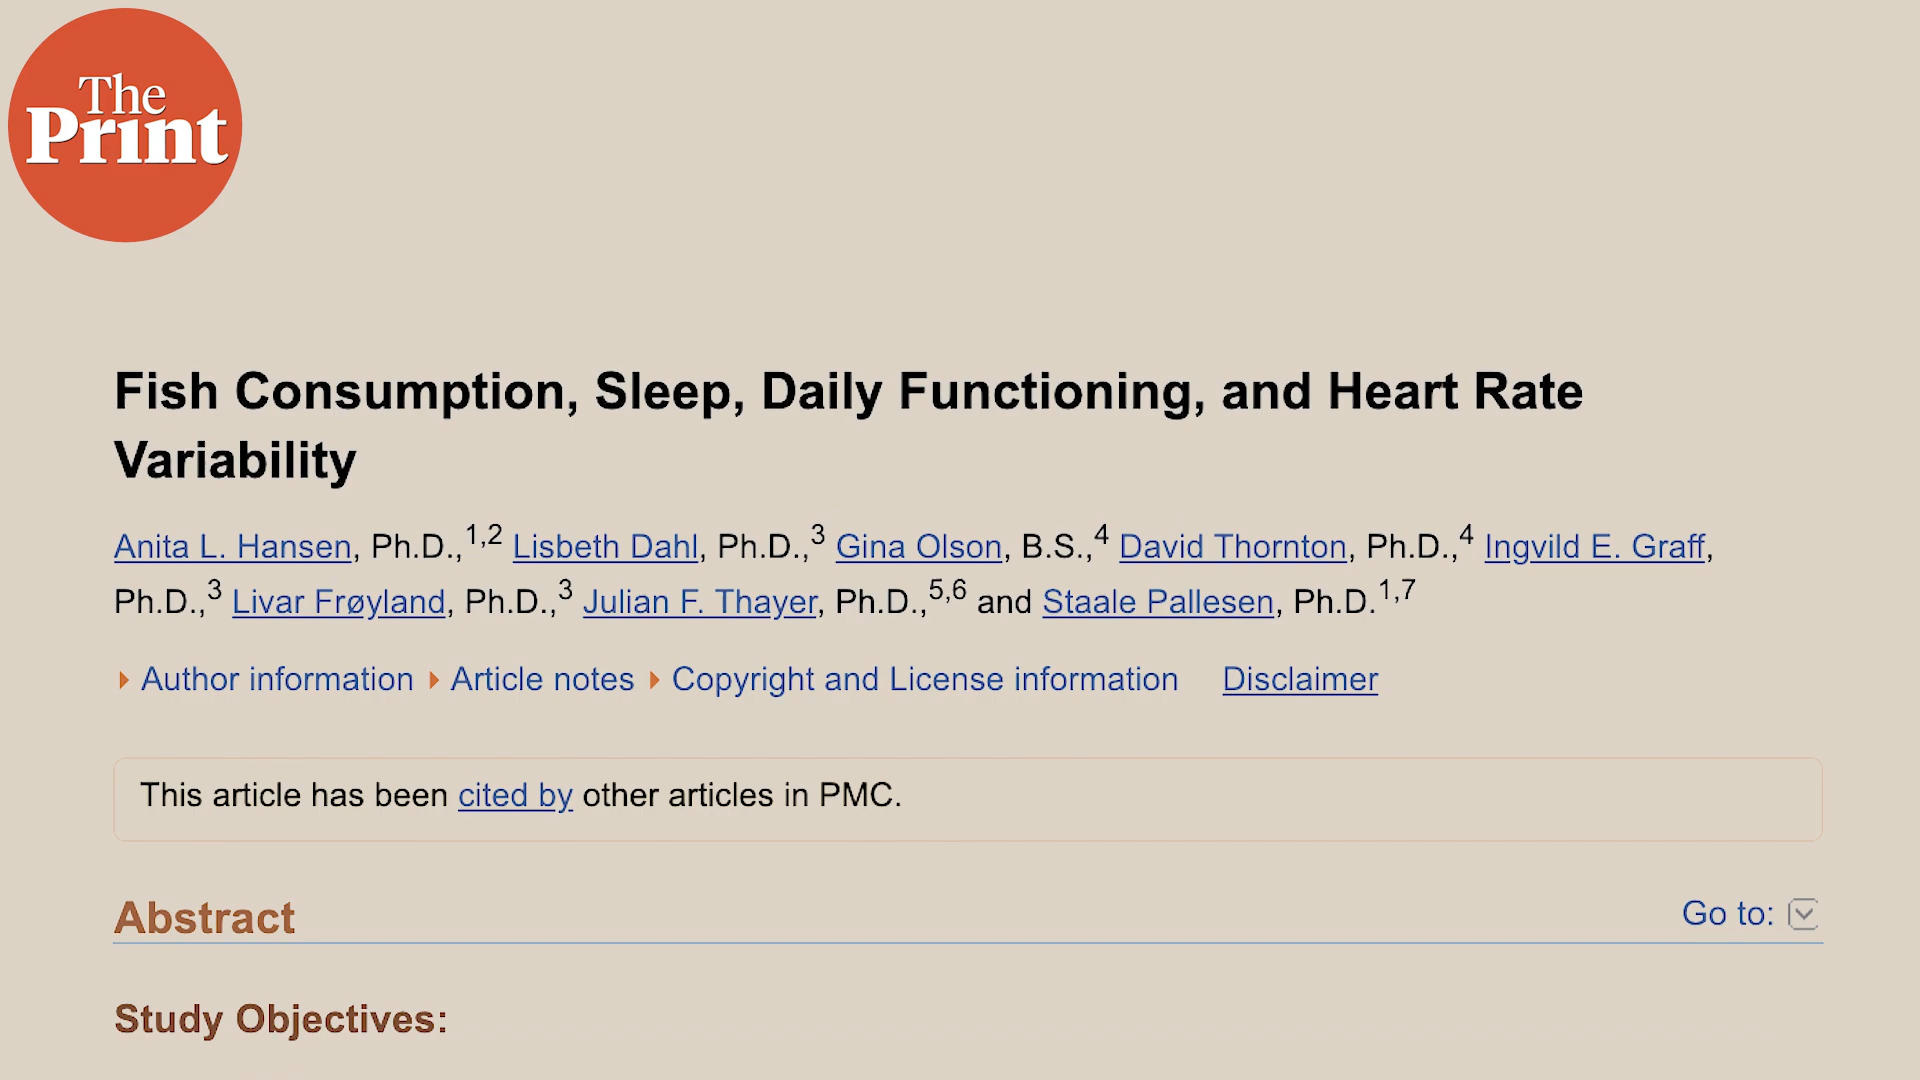 The
Print
Fish Consumption, Sleep, Daily Functioning, and Heart Rate
Variability
Anita L. Hansen, Ph.D.,1,2 Lisbeth Dahl, Ph.D.,3 Gina Olson, B.S.,4 David Thornton, Ph.D.,4 Ingvild E. Graff,
Ph.D.,3 Livar Frøyland, Ph.D.,3 Julian F. Thayer, Ph.D.,5,6 and Staale Pallesen, Ph.D.1,7
Author information Article notes Copyright and License information Disclaimer
This article has been cited by other articles in PMC.
Abstract
Go to:
Study Objectives: